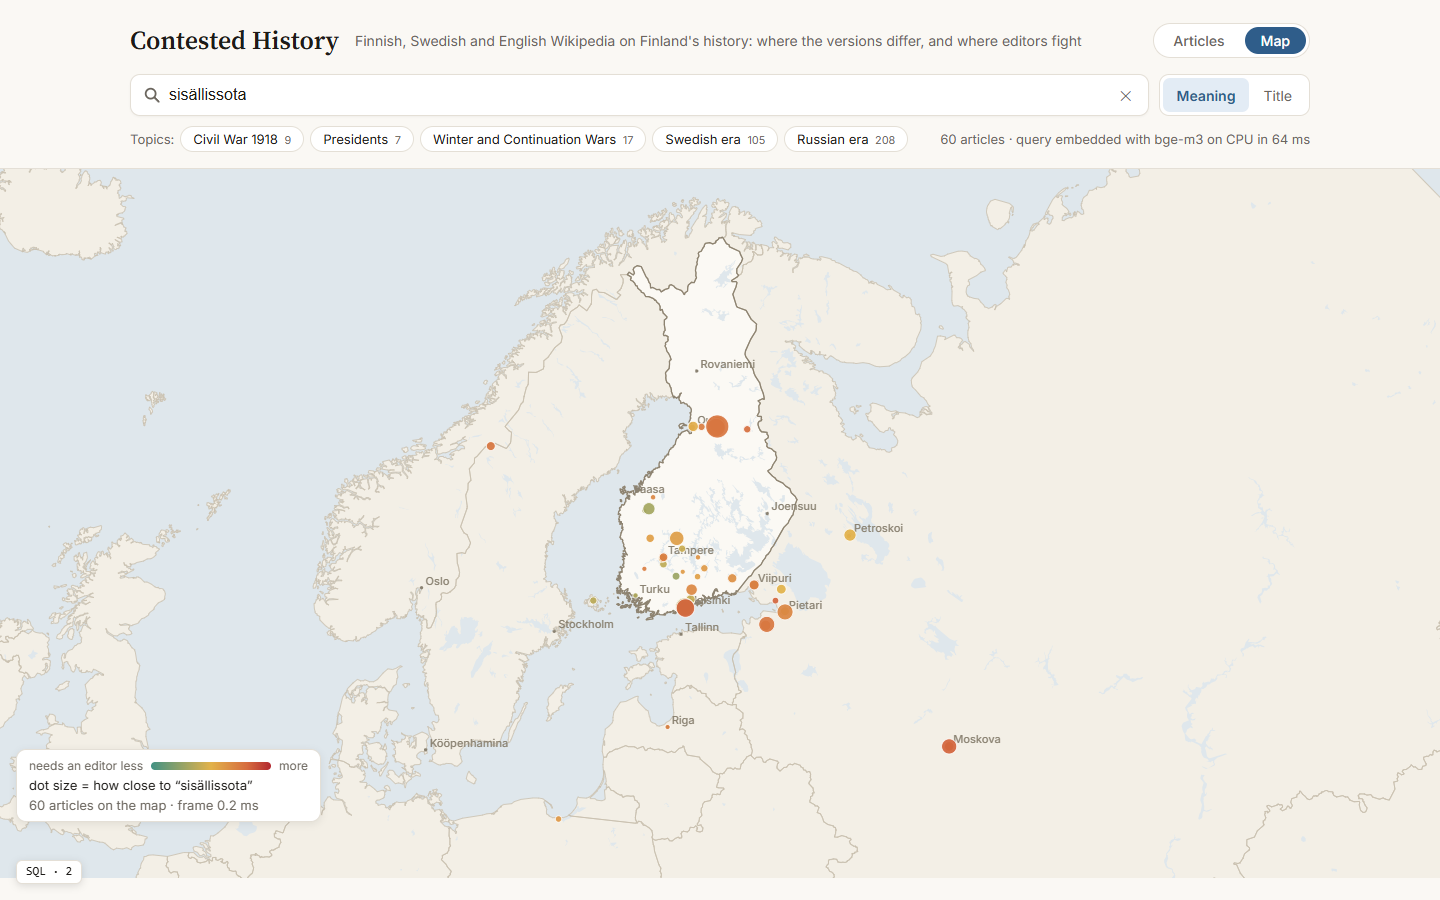 Contested History
Finnish, Swedish and English Wikipedia on Finland's history: where the versions differ, and where editors fight
Articles
Map
sisällissota
Meaning
Title
Topics:
Civil War 1918 9
Presidents 7
Winter and Continuation Wars 17
Swedish era 105
Russian era 208
60 articles · query embedded with bge-m3 on CPU in 64 ms
Rovaniemi
Joensuu
Petroskoi
Tampere
Viipuri
Oslo
Turku
Pietari
Stockholm
Tallinn
Riga
Moskova
Kööpenhamina
needs an editor less
more
dot size = how close to “sisällissota”
60 articles on the map · frame 0.2 ms
SQL · 2